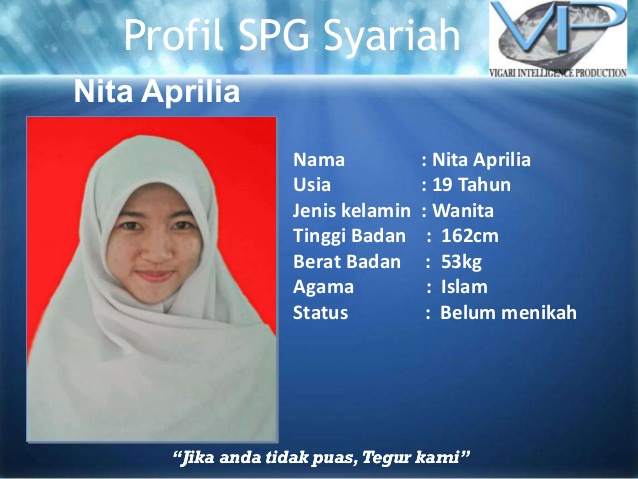 Profil SPG Syariah
VIP
VIGARI INTELLIGENCE PRODUCTION
Nita Aprilia
Nama : Nita Aprilia
Usia : 19 Tahun
Jenis kelamin : Wanita
Tinggi Badan : 162cm
Berat Badan : 53kg
Agama : Islam
Status : Belum menikah
“Jika anda tidak puas, Tegur kami”